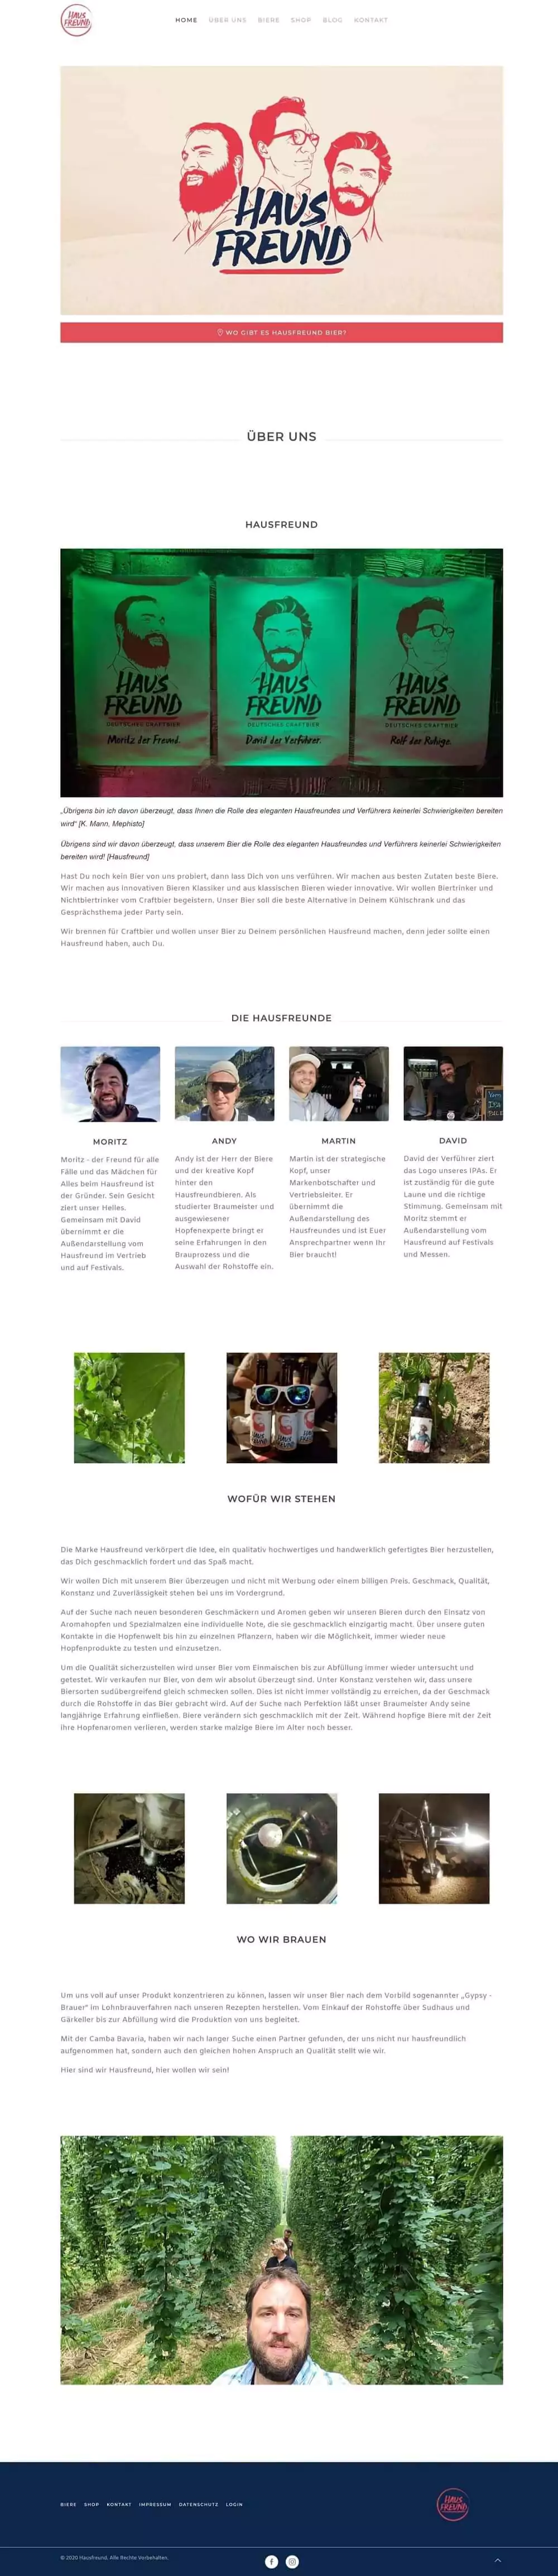 HAUS
FREUND
HOME ÜBER UNS BIERE SHOP BLOG KONTAKT
HAUS
FREUND
WO GIBT ES HAUSFREUND BIER?
ÜBER UNS
HAUSFREUND
HAUS FREUND
DEUTSCHES CRAFTBIER
Moritz der Freund.
HAUS FREUND
DEUTSCHES CRAFTBIER
David der Verführer.
HAUS FREUND
DEUTSCHES CRAFTBIER
Ralf der Ruhige.
„Übrigens bin ich davon überzeugt, dass Ihnen die Rolle des eleganten Hausfreundes und Verführers keinerlei Schwierigkeiten bereiten
wird“ [K. Mann, Mephisto]
Übrigens sind wir davon überzeugt, dass unserem Bier die Rolle des eleganten Hausfreundes und Verführers keinerlei Schwierigkeiten
bereiten wird! [Hausfreund]
Hast Du noch kein Bier von uns probiert, dann lass Dich von uns verführen. Wir machen aus besten Zutaten beste Biere.
Wir machen aus innovativen Bieren Klassiker und aus klassischen Bieren wieder innovative. Wir wollen Biertrinker und
Nichtbiertrinker vom Craftbier begeistern. Unser Bier soll die beste Alternative in Deinem Kühlschrank und das
Gesprächsthema jeder Party sein.
Wir brennen für Craftbier und wollen unser Bier zu Deinem persönlichen Hausfreund machen, denn jeder sollte einen
Hausfreund haben, auch Du.
DIE HAUSFREUNDE
MORITZ
Moritz - der Freund für alle
Fälle und das Mädchen für
Alles beim Hausfreund ist
der Gründer. Sein Gesicht
ziert unser Helles.
Gemeinsam mit David
übernimmt er die
Außendarstellung vom
Hausfreund im Vertrieb
und auf Festivals.
ANDY
Andy ist der Herr der Biere
und der kreative Kopf
hinter den
Hausfreundbieren. Als
studierter Braumeister und
ausgewiesener
Hopfenexperte bringt er
seine Erfahrungen in den
Brauprozess und die
Auswahl der Rohstoffe ein.
MARTIN
Martin ist der strategische
Kopf, unser
Markenbotschafter und
Vertriebsleiter. Er
übernimmt die
Außendarstellung des
Hausfreund und ist Euer
Ansprechpartner wenn Ihr
Bier braucht!
DAVID
David der Verführer ziert
das Logo unseres IPAs. Er
ist zuständig für die gute
Laune und die richtige
Stimmung. Gemeinsam mit
Moritz stemmt er
Außendarstellung vom
Hausfreund auf Festivals
und Messen.
HAUS FREUND
WOFÜR WIR STEHEN
Die Marke Hausfreund verkörpert die Idee, ein qualitativ hochwertiges und handwerklich gefertigtes Bier herzustellen,
das Dich geschmacklich fordert und das Spaß macht.
Wir wollen Dich mit unserem Bier überzeugen und nicht mit Werbung oder einem billigen Preis. Geschmack, Qualität,
Konstanz und Zuverlässigkeit stehen bei uns im Vordergrund.
Auf der Suche nach neuen besonderen Geschmäckern und Aromen geben wir unseren Bieren durch den Einsatz von
Aromahopfen und Spezialmalzen eine individuelle Note, die sie geschmacklich einzigartig macht. Über unsere guten
Kontakte in die Hopfenwelt bis hin zu einzelnen Pflanzern, haben wir die Möglichkeit, immer wieder neue
Hopfenprodukte zu testen und einzusetzen.
Um die Qualität sicherzustellen wird unser Bier vom Einmaischen bis zur Abfüllung immer wieder untersucht und
getestet. Wir verkaufen nur Bier, von dem wir absolut überzeugt sind. Unter Konstanz verstehen wir, dass unsere
Biersorten sudübergreifend gleich schmecken sollen. Dies ist nicht immer vollständig zu erreichen, da der Geschmack
durch die Rohstoffe in das Bier gebracht wird. Auf der Suche nach Perfektion läßt unser Braumeister Andy seine
langjährige Erfahrung einfließen. Biere verändern sich geschmacklich mit der Zeit. Während hopfige Biere mit der Zeit
ihre Hopfenaromen verlieren, werden starke malzige Biere im Alter noch besser.
WO WIR BRAUEN
Um uns voll auf unser Produkt konzentrieren zu können, lassen wir unser Bier nach dem Vorbild sogenannter „Gypsy -
Brauer“ im Lohnbrauverfahren nach unseren Rezepten herstellen. Vom Einkauf der Rohstoffe über Sudhaus und
Gärkeller bis zur Abfüllung wird die Produktion von uns begleitet.
Mit der Camba Bavaria, haben wir nach langer Suche einen Partner gefunden, der uns nicht nur hausfreundlich
aufgenommen hat, sondern auch den gleichen hohen Anspruch an Qualität stellt wie wir.
Hier sind wir Hausfreund, hier wollen wir sein!
BIERE SHOP KONTAKT IMPRESSUM DATENSCHUTZ LOGIN
HAUS
FREUND
© 2020 Hausfreund. Alle Rechte Vorbehalten.